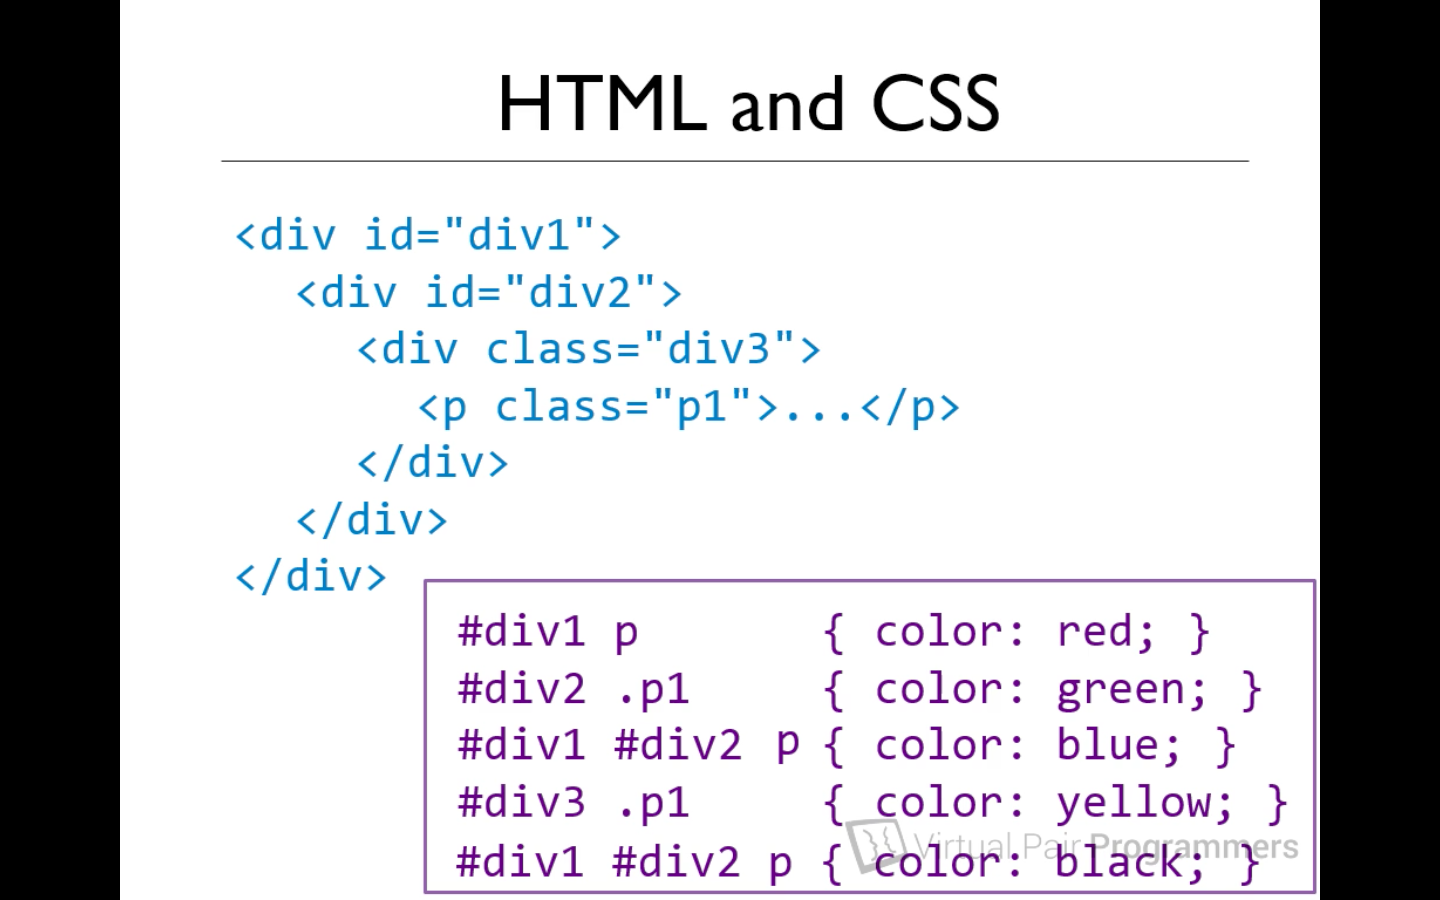 HTML and CSS
<div id="div1">
<div id="div2">
<div class="div3">
<p class="p1">...</p>
</div>
</div>
</div>
#div1 p { color: red; }
#div2 .p1 { color: green; }
#div1 #div2 p { color: blue; }
#div3 .p1 { color: yellow; }
Virtual Pair Programmers
#div1 #div2 p { color: black; }